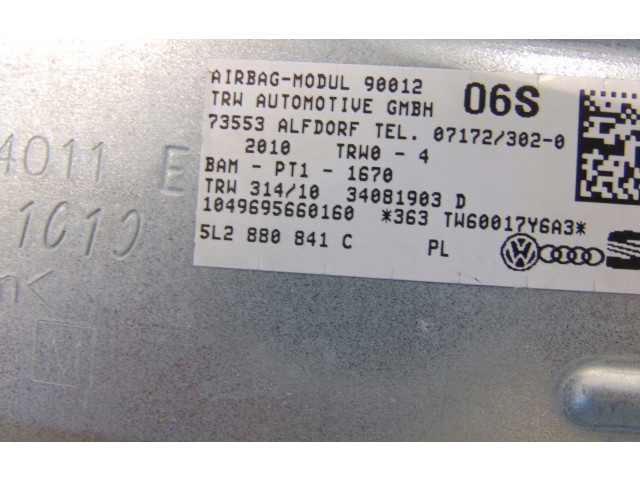 AIRBAG-MODUL 90012 06S
TRW AUTOMOTIVE GMBH
73553 ALFDORF TEL. 07172/302-0
2010 TRW0 - 4
BAM - PT1 - 1670
TRW 314/10 34081903 D
1049695660160 *363 TW60017Y6A3*
5L2 880 841 C PL
4011 E
1010
M